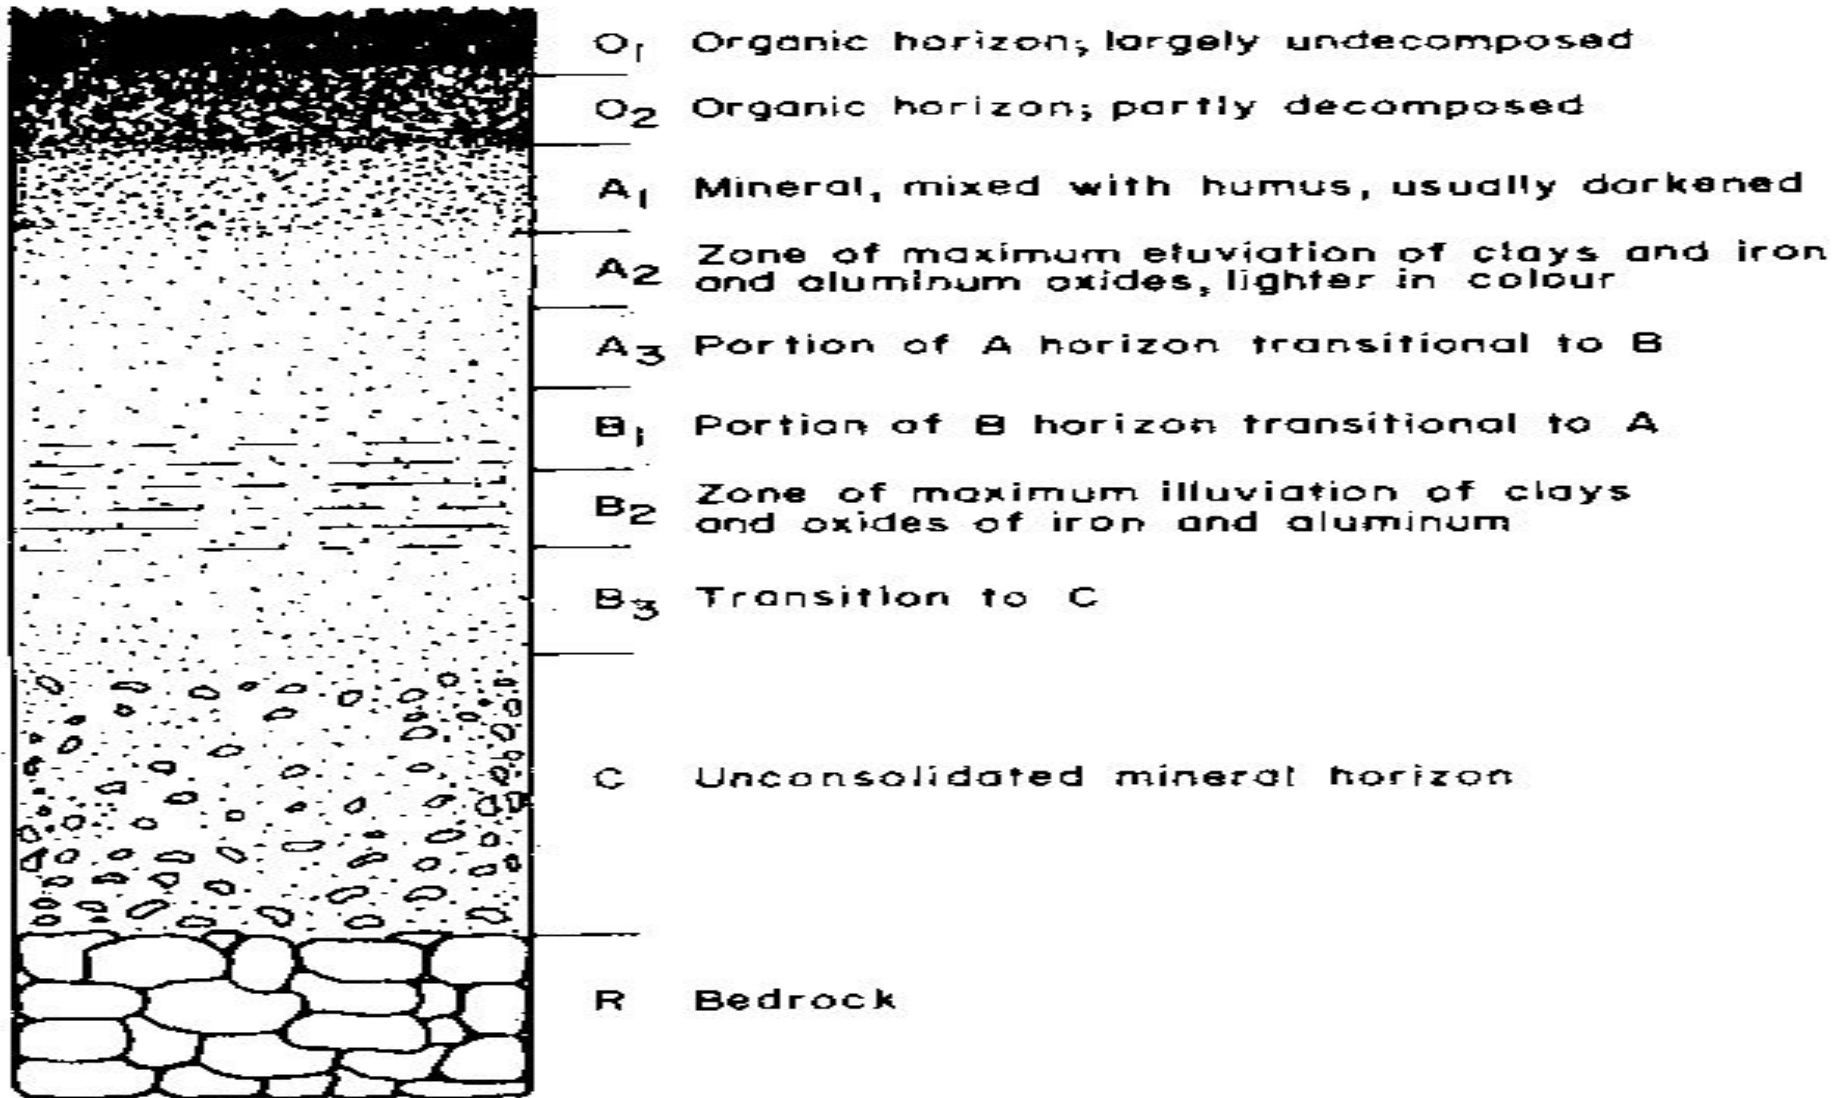 O1 Organic horizon; largely undecomposed
O2 Organic horizon; partly decomposed
A1 Mineral, mixed with humus, usually darkened
A2 Zone of maximum eluviation of clays and iron
and aluminum oxides, lighter in colour
A3 Portion of A horizon transitional to B
B1 Portion of B horizon transitional to A
B2 Zone of maximum illuviation of clays
and oxides of iron and aluminum
B3 Transition to C
C Unconsolidated mineral horizon
R Bedrock